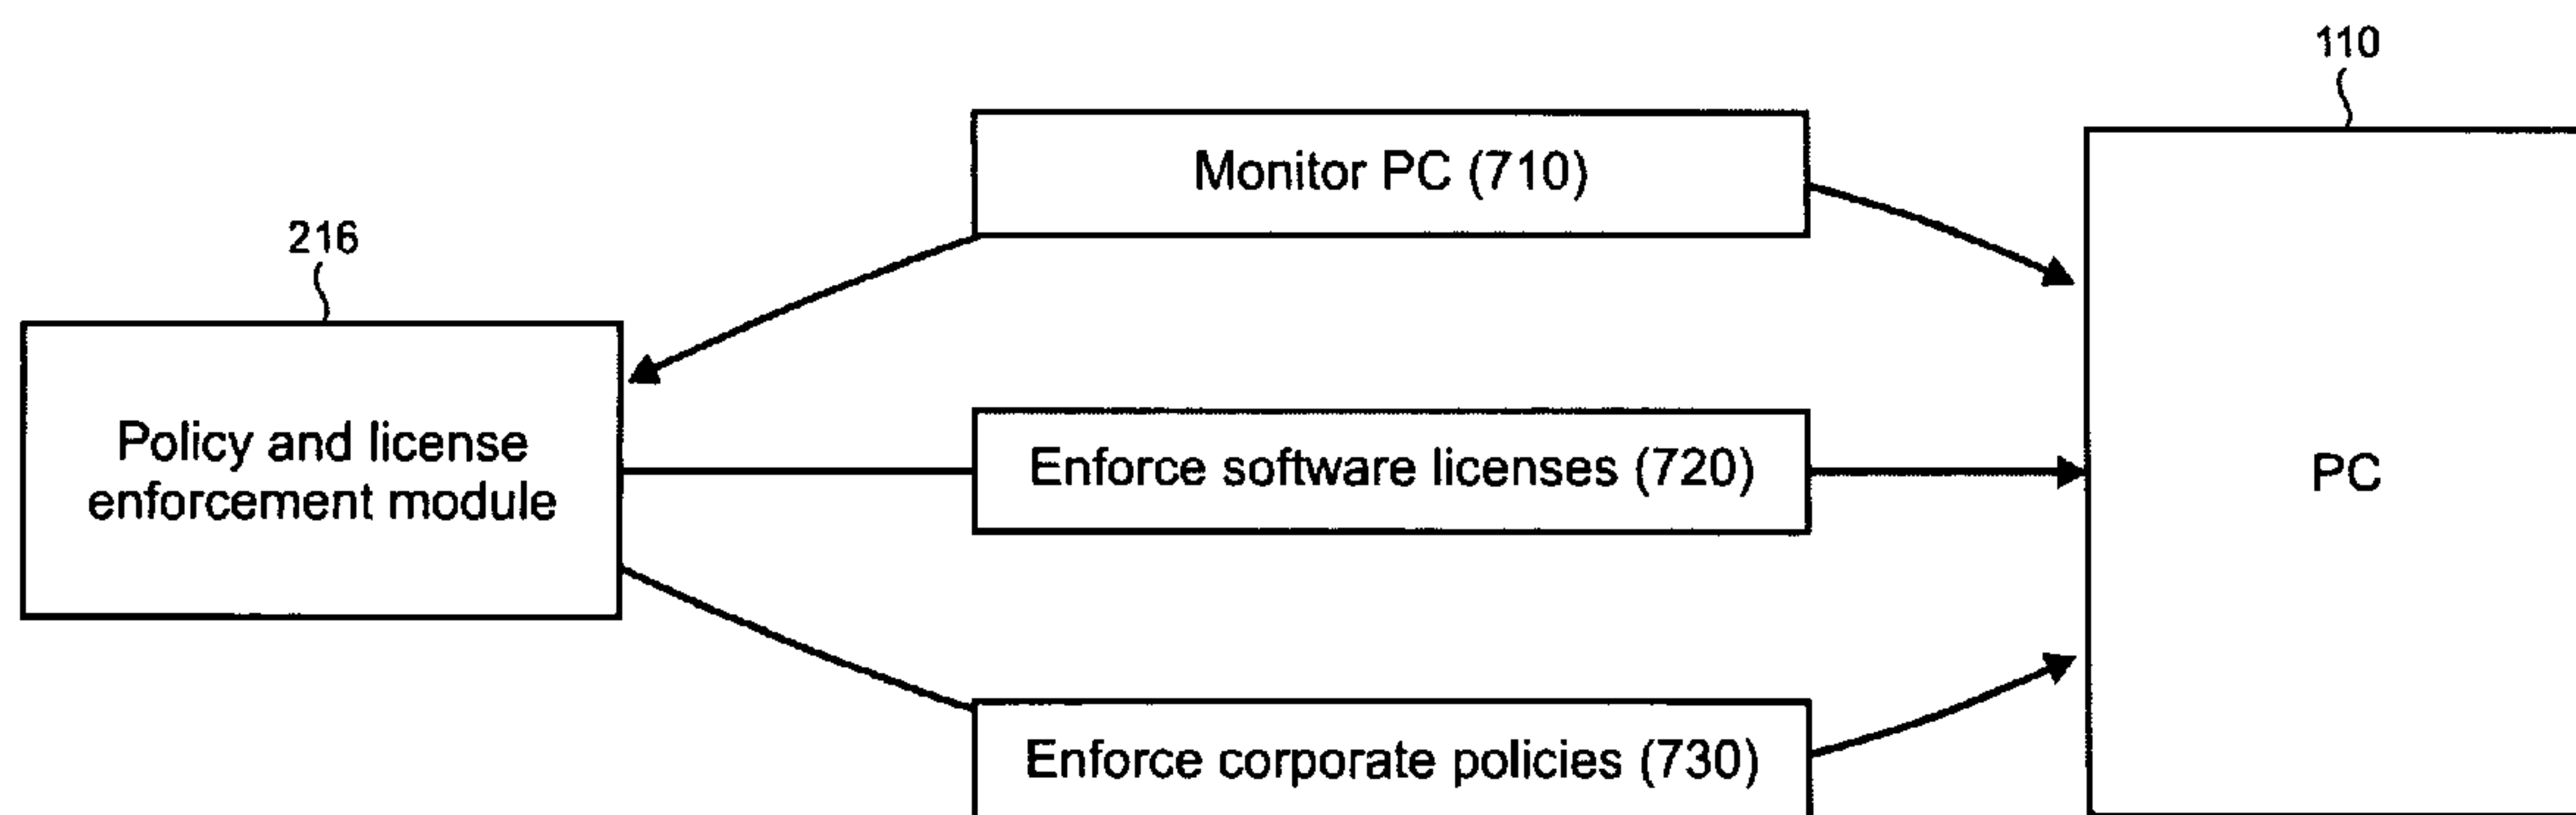 110
Monitor PC (710)
216
Policy and license
enforcement module
Enforce software licenses (720)
PC
Enforce corporate policies (730)